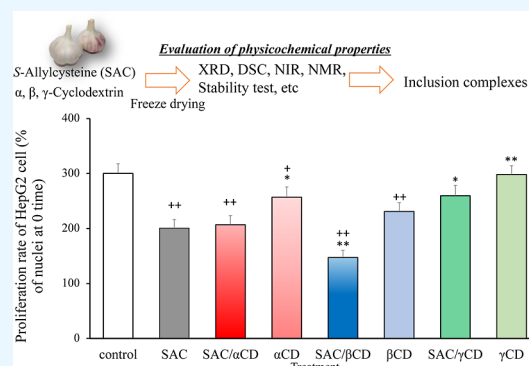 Evaluation of physicochemical properties
S-Allylcysteine (SAC)
α, β, γ-Cyclodextrin
Freeze drying
XRD, DSC, NIR, NMR,
Stability test, etc
Inclusion complexes
Proliferation rate of HepG2 cell (%
of nuclei at 0 time)
400
300
200
100
0
++
++
+
*
++
**
++
*
**
control SAC SAC/αCD αCD SAC/βCD βCD SAC/γCD γCD
Treatment